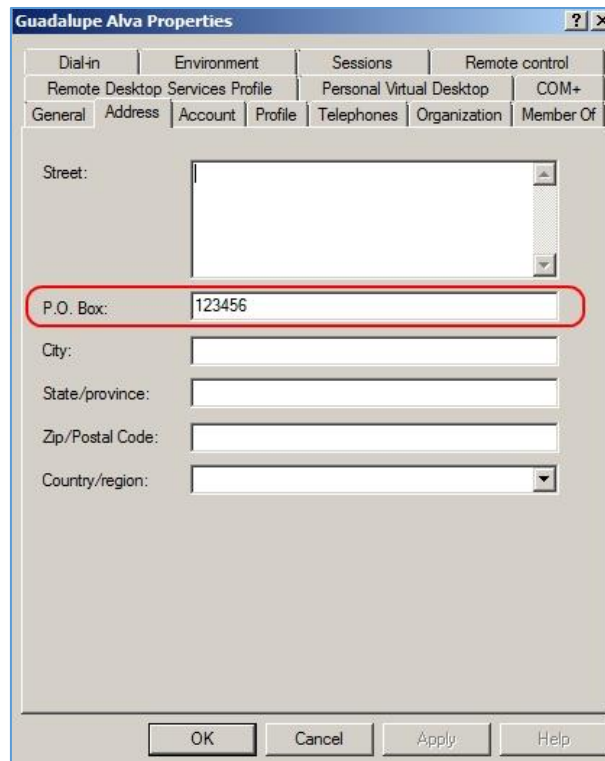 Guadalupe Alva Properties ? X
Dial-in Environment Sessions Remote control
Remote Desktop Services Profile Personal Virtual Desktop COM+
General Address Account Profile Telephones Organization Member Of
Street:
P.O. Box: 123456
City:
State/province:
Zip/Postal Code:
Country/region:
OK Cancel Apply Help